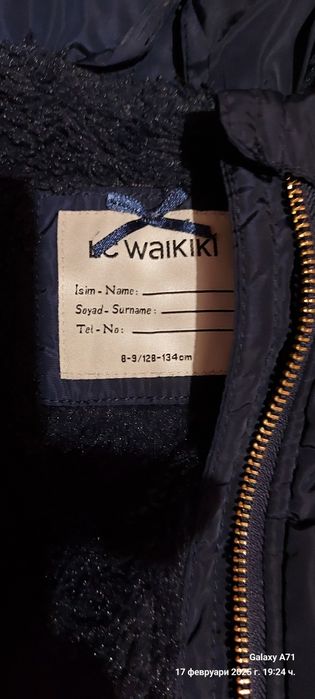 LC WAIKIKI
İsim - Name:
Soyad - Surname:
Tel - No:
8-9/128-134cm
Galaxy A71
17 февруари 2025 г. 19:24 ч.